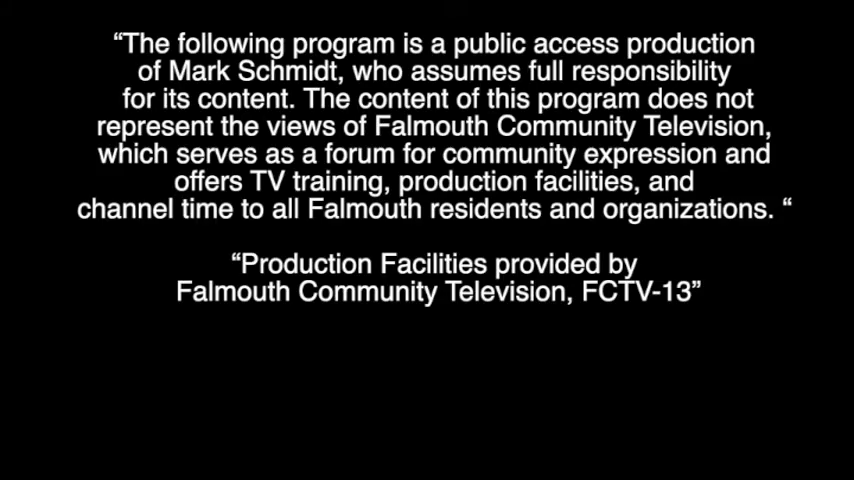 “The following program is a public access production
of Mark Schmidt, who assumes full responsibility
for its content. The content of this program does not
represent the views of Falmouth Community Television,
which serves as a forum for community expression and
offers TV training, production facilities, and
channel time to all Falmouth residents and organizations. “
“Production Facilities provided by
Falmouth Community Television, FCTV-13”